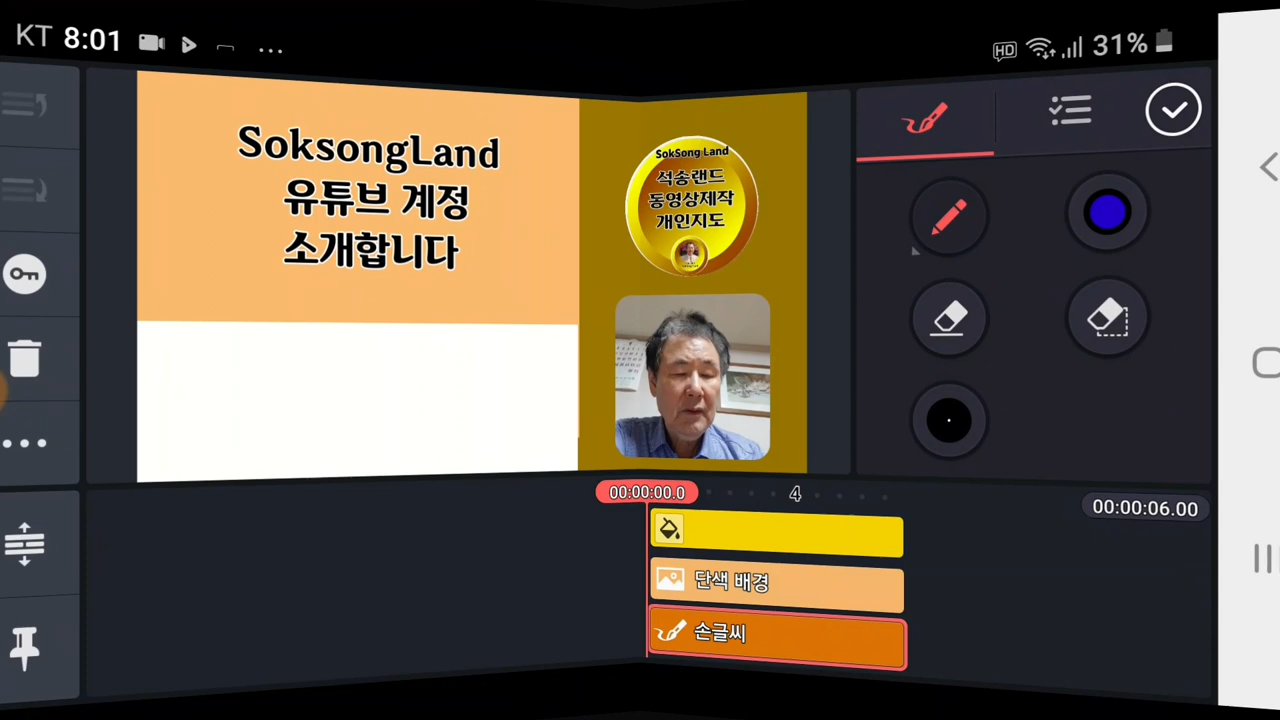 KT 8:01
HD 31%
SoksongLand
유튜브 계정
소개합니다
SokSong Land
석송랜드
동영상제작
개인지도
00:00:00.0
4
00:00:06.00
단색 배경
손글씨